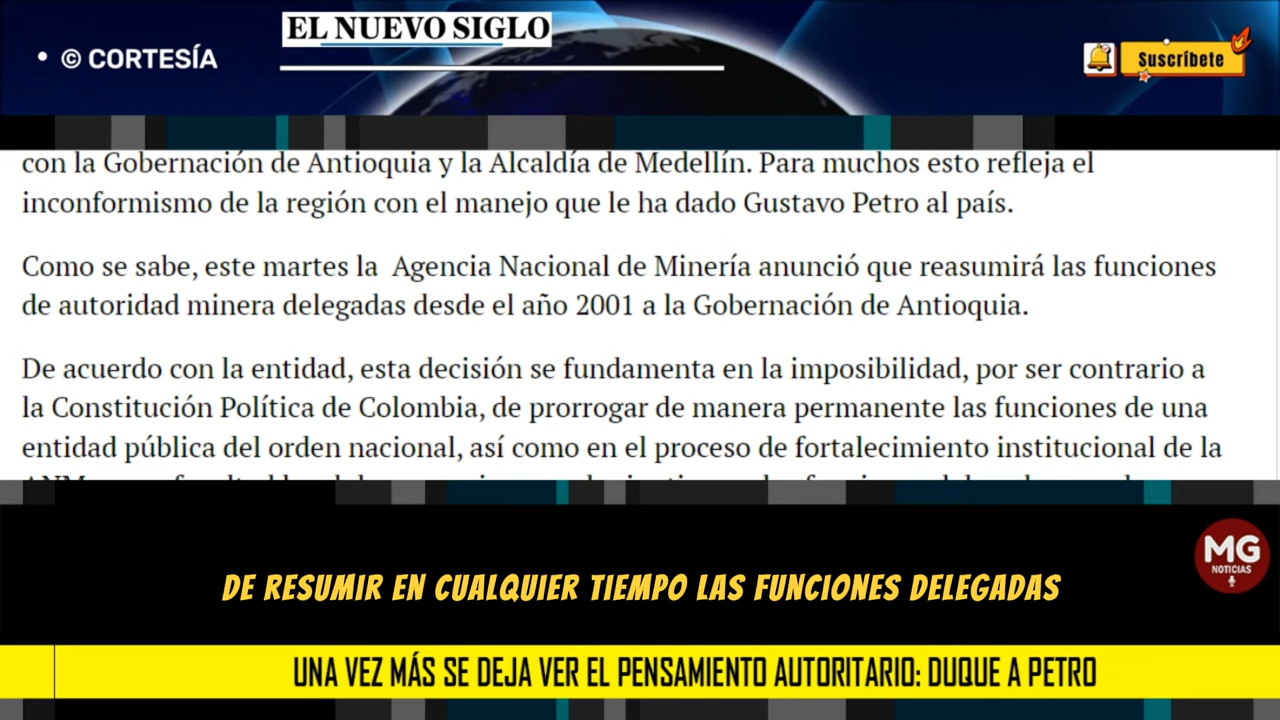 EL NUEVO SIGLO
• © CORTESÍA
Suscríbete
con la Gobernación de Antioquia y la Alcaldía de Medellín. Para muchos esto refleja el
inconformismo de la región con el manejo que le ha dado Gustavo Petro al país.
Como se sabe, este martes la Agencia Nacional de Minería anunció que reasumirá las funciones
de autoridad minera delegadas desde el año 2001 a la Gobernación de Antioquia.
De acuerdo con la entidad, esta decisión se fundamenta en la imposibilidad, por ser contrario a
la Constitución Política de Colombia, de prorrogar de manera permanente las funciones de una
entidad pública del orden nacional, así como en el proceso de fortalecimiento institucional de la
MG
NOTICIAS
DE RESUMIR EN CUALQUIER TIEMPO LAS FUNCIONES DELEGADAS
UNA VEZ MÁS SE DEJA VER EL PENSAMIENTO AUTORITARIO: DUQUE A PETRO